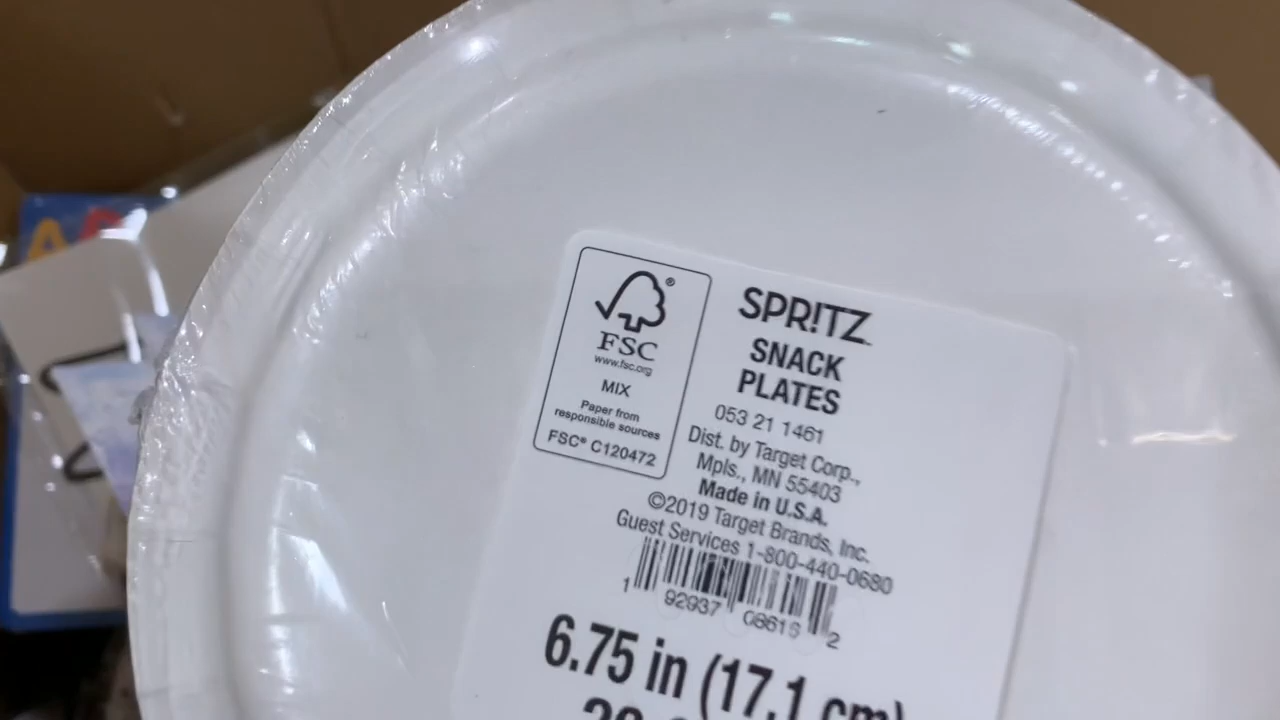 FSC®
www.fsc.org
MIX
Paper from
responsible sources
FSC® C120472
SPR!TZ
SNACK
PLATES
053 21 1461
Dist. by Target Corp.,
Mpls., MN 55403
Made in U.S.A.
©2019 Target Brands, Inc.
Guest Services 1-800-440-0680
1 92937 2
6.75 in (17.1 cm)